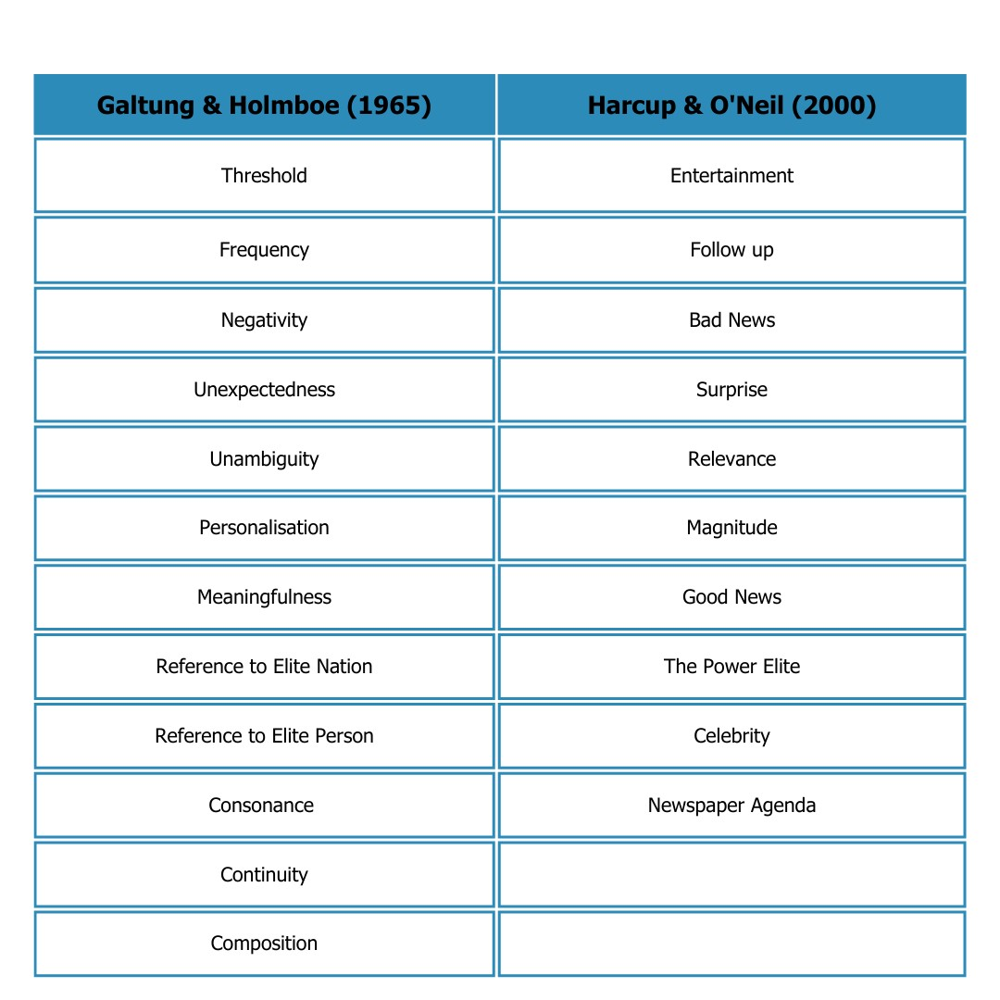 Galtung & Holmboe (1965) Harcup & O'Neil (2000)
Threshold Entertainment
Frequency Follow up
Negativity Bad News
Unexpectedness Surprise
Unambiguity Relevance
Personalisation Magnitude
Meaningfulness Good News
Reference to Elite Nation The Power Elite
Reference to Elite Person Celebrity
Consonance Newspaper Agenda
Continuity
Composition